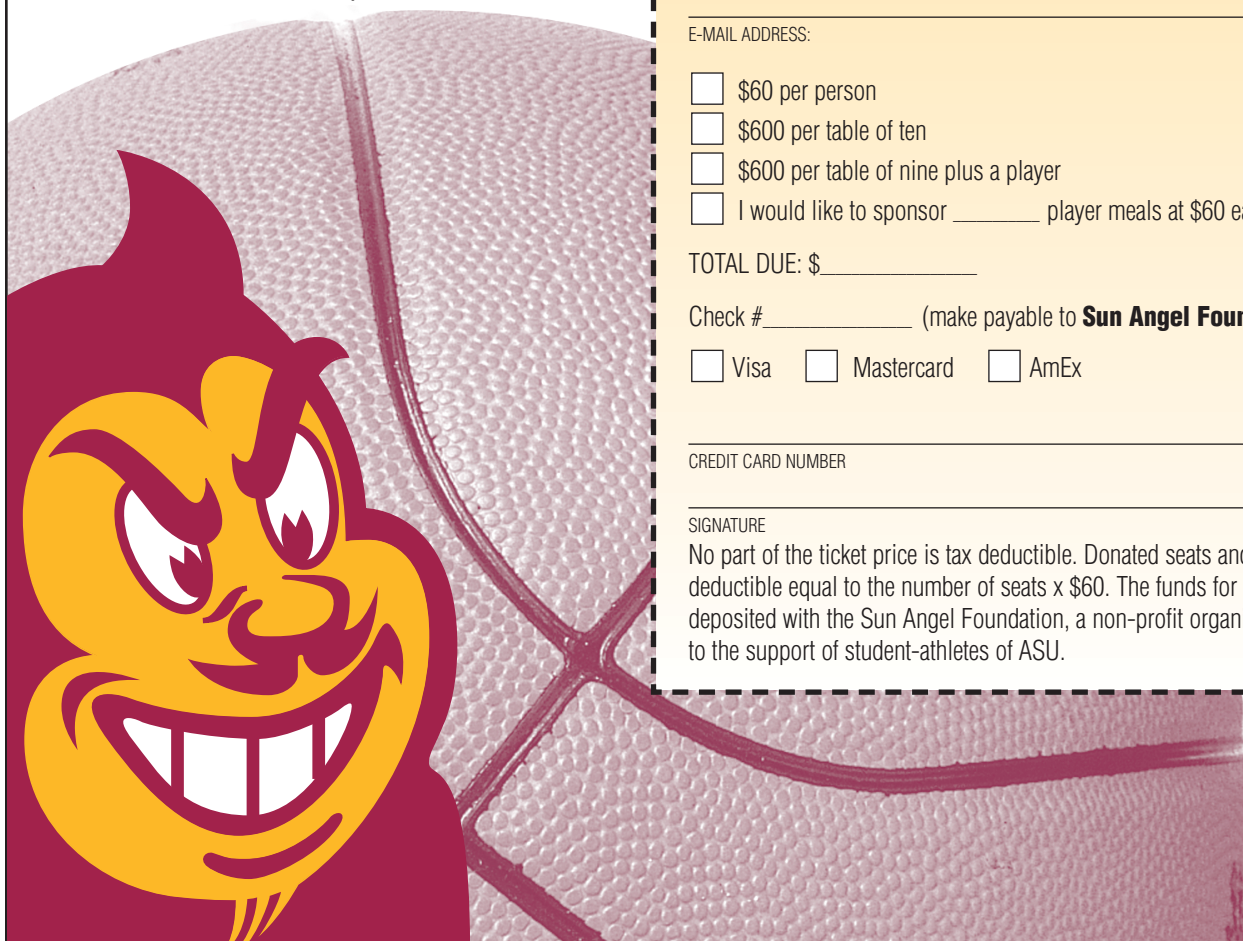 E-MAIL ADDRESS:
$60 per person
$600 per table of ten
$600 per table of nine plus a player
I would like to sponsor ________ player meals at $60
TOTAL DUE: $______________
Check #______________ (make payable to Sun Angel
Visa Mastercard AmEx
CREDIT CARD NUMBER
SIGNATURE
No part of the ticket price is tax deductible. Donated seats and
deductible equal to the number of seats x $60. The funds for
deposited with the Sun Angel Foundation, a non-profit
to the support of student-athletes of ASU.